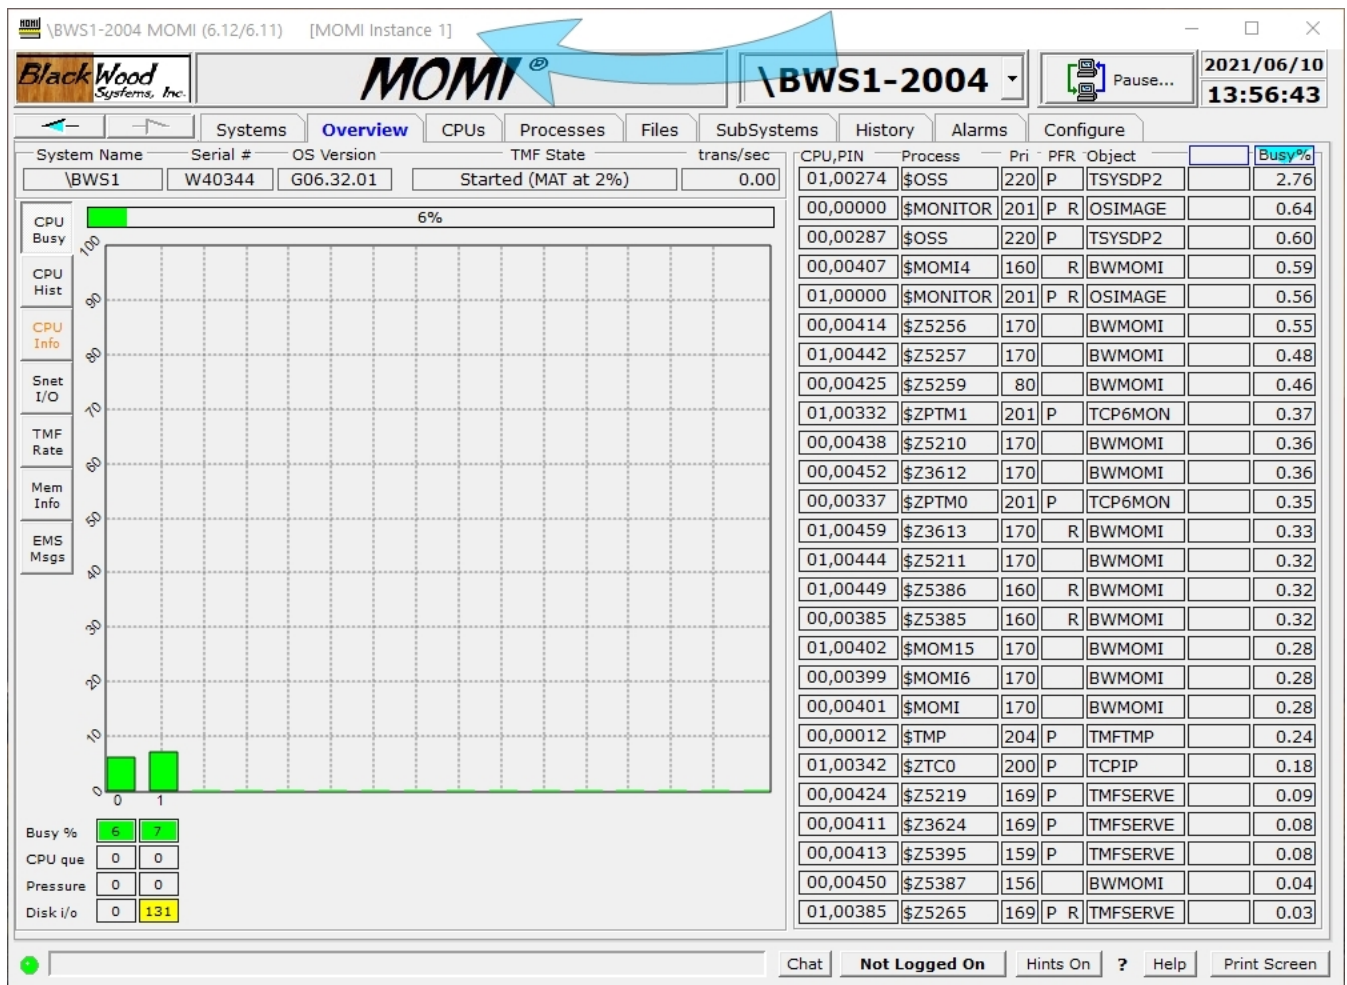 \BWS1-2004 MOMI (6.12/6.11) [MOMI Instance 1]
BlackWood Systems, Inc. MOMI® \BWS1-2004 Pause... 2021/06/10
13:56:43
Systems Overview CPUs Processes Files SubSystems History Alarms Configure
System Name Serial # OS Version TMF State trans/sec
\BWS1 W40344 G06.32.01 Started (MAT at 2%) 0.00
CPU Busy
CPU Hist
CPU Info
Snet I/O
TMF Rate
Mem Info
EMS Msgs
6%
100
90
80
70
60
50
40
30
20
10
0
0 1
Busy % 6 7
CPU que 0 0
Pressure 0 0
Disk i/o 0 131
CPU,PIN Process Pri PFR Object Busy%
01,00274 $OSS 220 P TSYSDP2 2.76
00,00000 $MONITOR 201 P R OSIMAGE 0.64
00,00287 $OSS 220 P TSYSDP2 0.60
00,00407 $MOMI4 160 R BWMOMI 0.59
01,00000 $MONITOR 201 P R OSIMAGE 0.56
00,00414 $Z5256 170 BWMOMI 0.55
01,00442 $Z5257 170 BWMOMI 0.48
00,00425 $Z5259 80 BWMOMI 0.46
01,00332 $ZPTM1 201 P TCP6MON 0.37
00,00438 $Z5210 170 BWMOMI 0.36
00,00452 $Z3612 170 BWMOMI 0.36
00,00337 $ZPTM0 201 P TCP6MON 0.35
01,00459 $Z3613 170 R BWMOMI 0.33
01,00444 $Z5211 170 BWMOMI 0.32
01,00449 $Z5386 160 R BWMOMI 0.32
00,00385 $Z5385 160 R BWMOMI 0.32
01,00402 $MOM15 170 BWMOMI 0.28
00,00399 $MOMI6 170 BWMOMI 0.28
00,00401 $MOMI 170 BWMOMI 0.28
00,00012 $TMP 204 P TMFTMP 0.24
01,00342 $ZTC0 200 P TCPIP 0.18
00,00424 $Z5219 169 P TMFSERVE 0.09
00,00411 $Z3624 169 P TMFSERVE 0.08
00,00413 $Z5395 159 P TMFSERVE 0.08
00,00450 $Z5387 156 BWMOMI 0.04
01,00385 $Z5265 169 P R TMFSERVE 0.03
Chat Not Logged On Hints On ? Help Print Screen